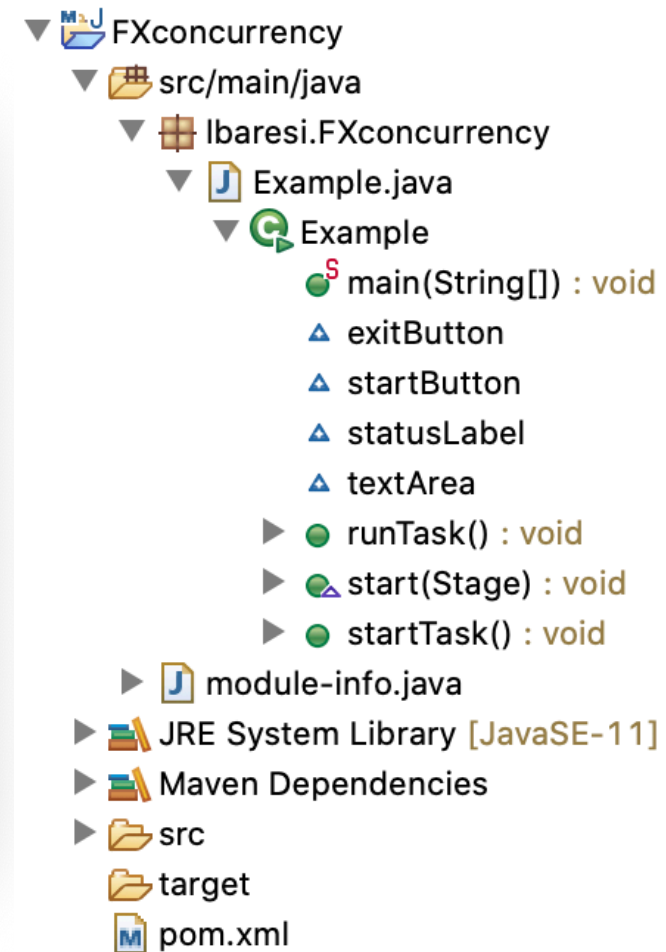 FXconcurrency
src/main/java
lbaresi.FXconcurrency
Example.java
Example
main(String[]) : void
exitButton
startButton
statusLabel
textArea
runTask() : void
start(Stage) : void
startTask() : void
module-info.java
JRE System Library [JavaSE-11]
Maven Dependencies
src
target
pom.xml